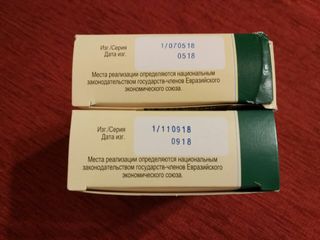 Изг./Серия 1/070518
Дата изг. 0518
Места реализации определяются национальным
законодательством государств-членов Евразийского
экономического союза.
Изг./Серия 1/110918
Дата изг. 0918
Места реализации определяются национальным
законодательством государств-членов Евразийского
экономического союза.